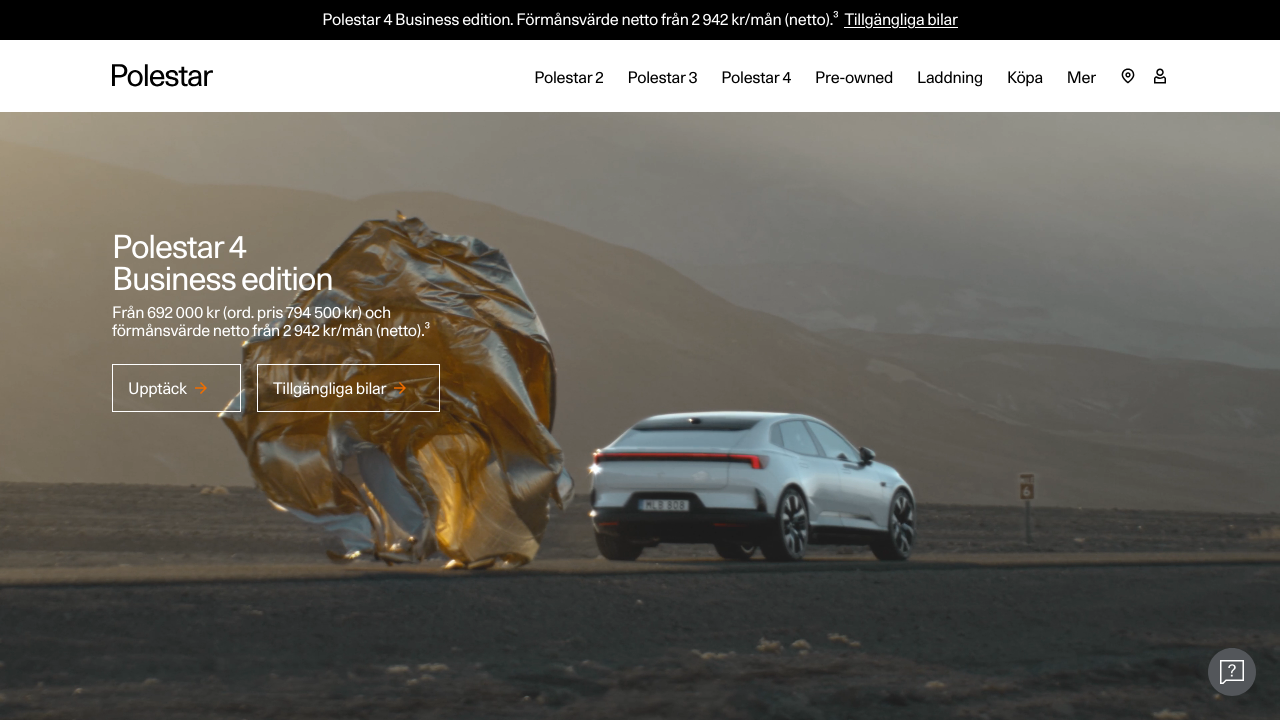 Polestar 4 Business edition. Förmånsvärde netto från 2 942 kr/mån (netto).³ Tillgängliga bilar
Polestar
Polestar 2
Polestar 3
Polestar 4
Pre-owned
Laddning
Köpa
Mer
Polestar 4
Business edition
Från 692 000 kr (ord. pris 794 500 kr) och
förmånsvärde netto från 2 942 kr/mån (netto).³
Upptäck →
Tillgängliga bilar →